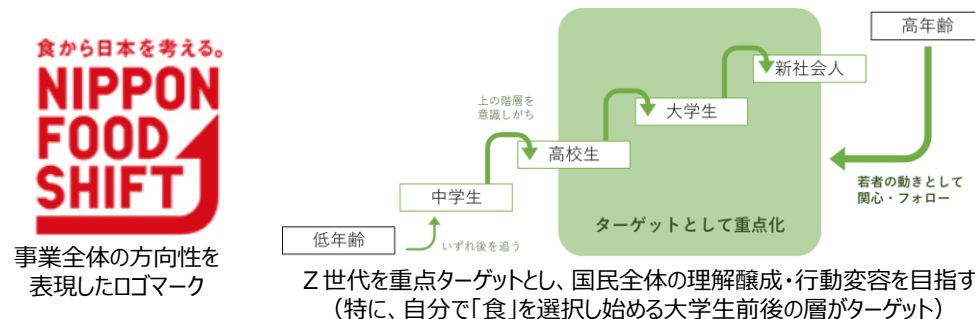 食から日本を考える。
NIPPON
FOOD
SHIFT
事業全体の方向性を
表現したロゴマーク
低年齢
いずれ後を追う
中学生
上の階層を
意識しがち
高校生
大学生
新社会人
高年齢
若者の動きとして
関心・フォロー
ターゲットとして重点化
Z世代を重点ターゲットとし、国民全体の理解醸成・行動変容を目指す
（特に、自分で「食」を選択し始める大学生前後の層がターゲット）